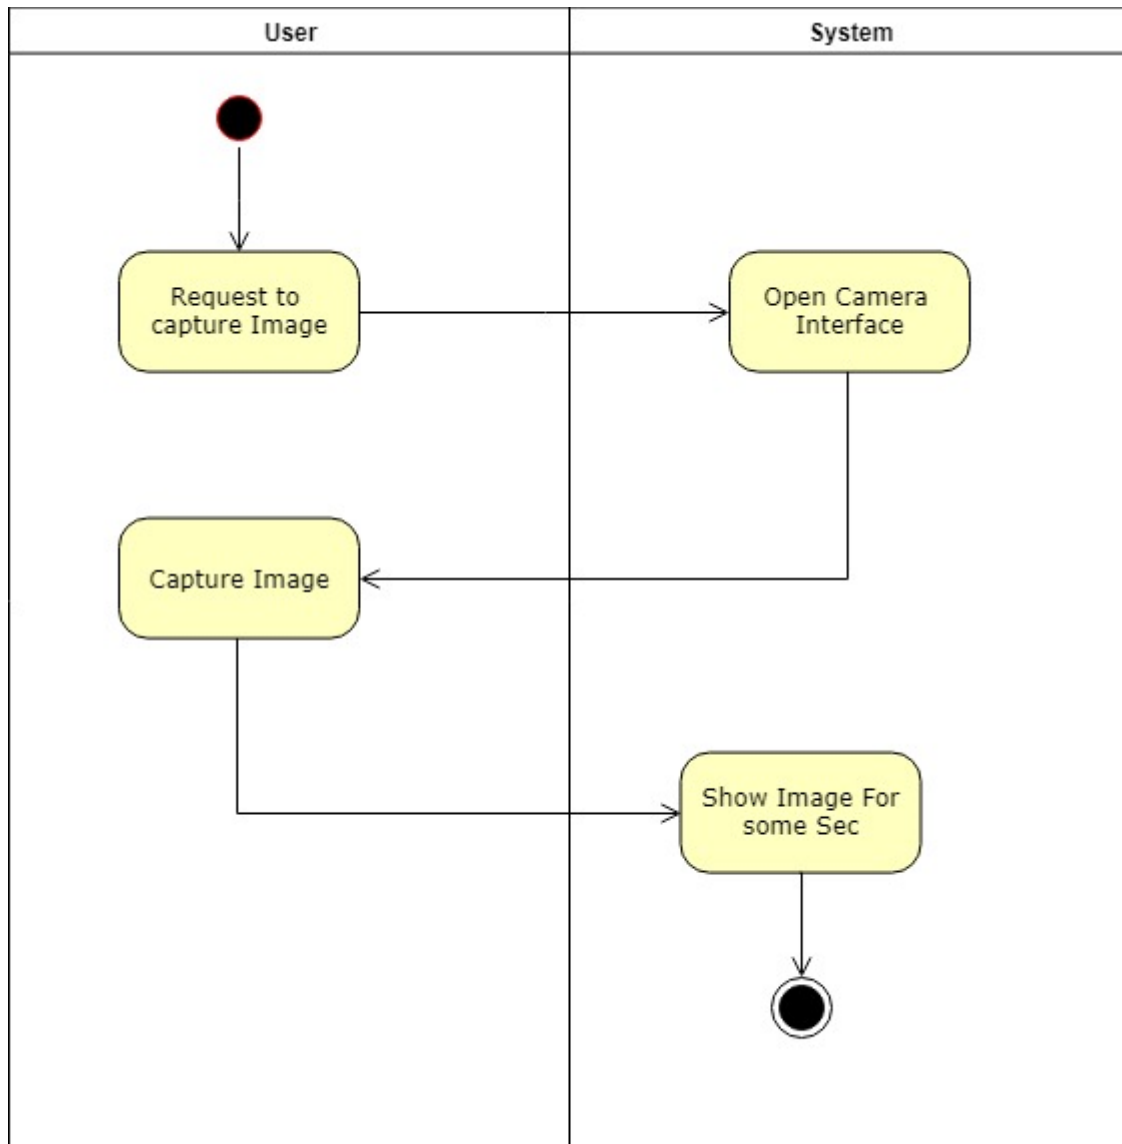 User
System
Request to
capture Image
Open Camera
Interface
Capture Image
Show Image For
some Sec